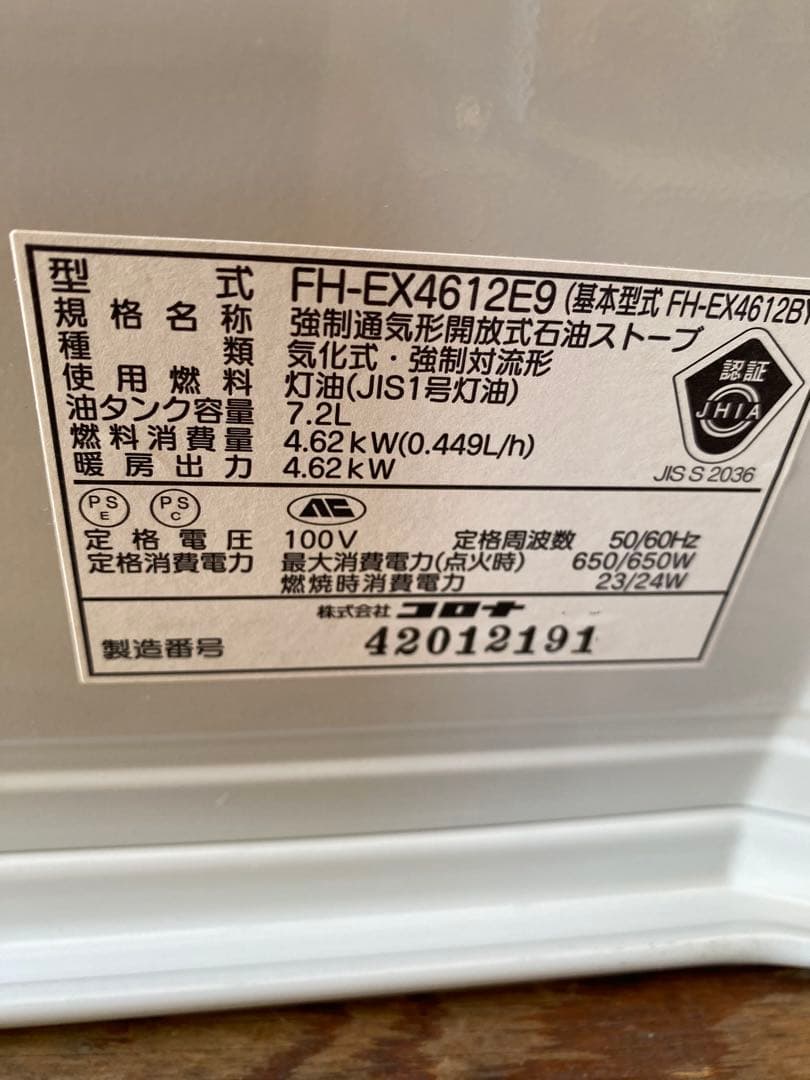 型式 FH-EX4612E9 (基本型式 FH-EX4612BY
規格名称 強制通気形開放式石油ストーブ
種類 気化式・強制対流形
使用燃料 灯油(JIS1号灯油)
油タンク容量 7.2L
燃料消費量 4.62kW(0.449L/h)
暖房出力 4.62kW
認証
JHIA
JIS S 2036
PS E PS C
定格電圧 100V 定格周波数 50/60Hz
定格消費電力 最大消費電力(点火時) 650/650W
燃焼時消費電力 23/24W
株式会社 コロナ
製造番号 42012191